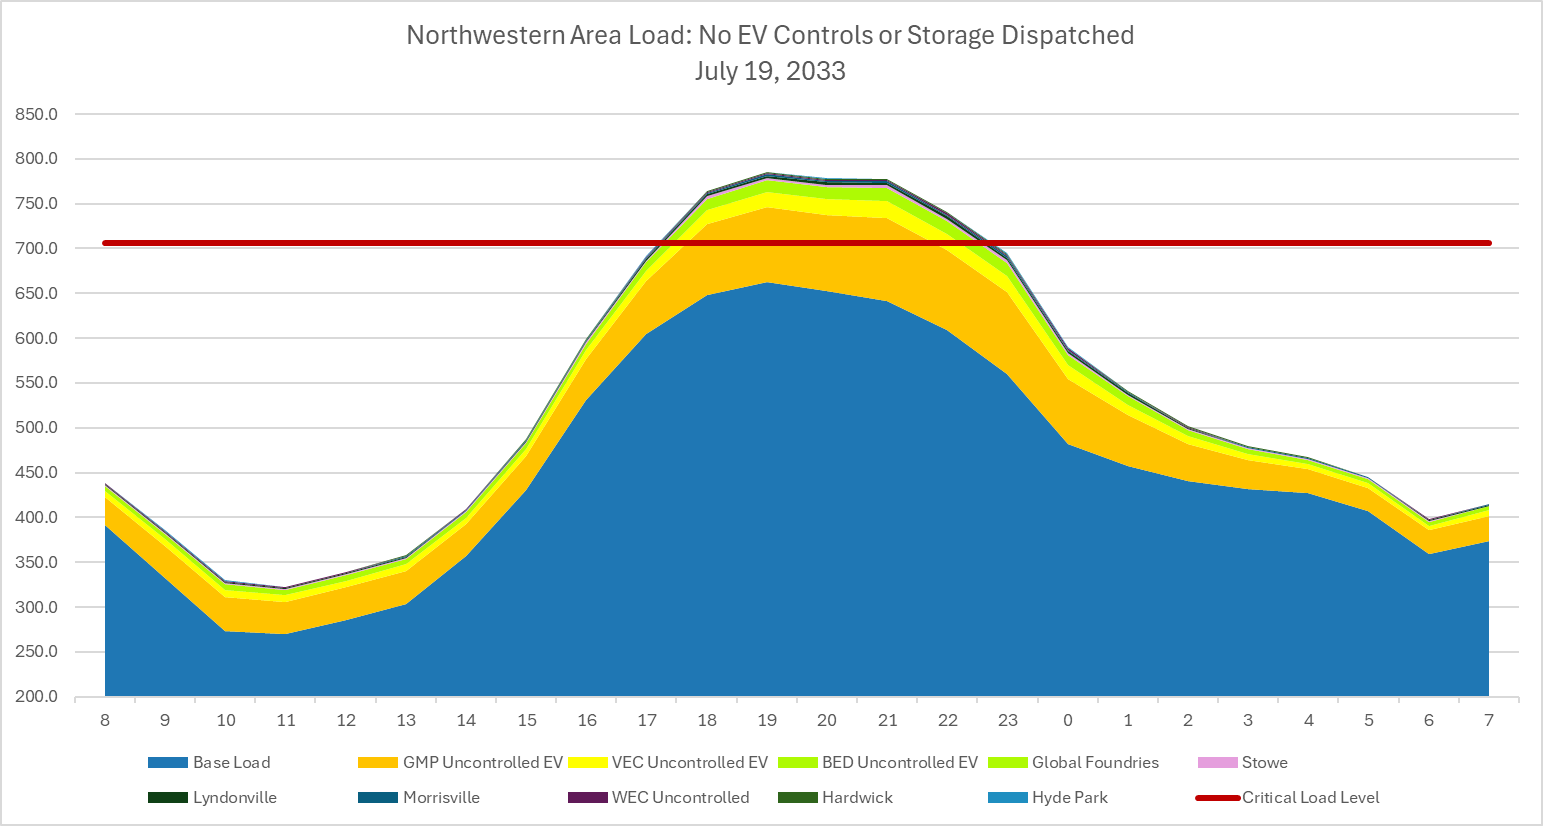 Northwestern Area Load: No EV Controls or Storage Dispatched
July 19, 2033
850.0
800.0
750.0
700.0
650.0
600.0
550.0
500.0
450.0
400.0
350.0
300.0
250.0
200.0
8 9 10 11 12 13 14 15 16 17 18 19 20 21 22 23 0 1 2 3 4 5 6 7
Base Load GMP Uncontrolled EV VEC Uncontrolled EV BED Uncontrolled EV Global Foundries Stowe
Lyndonville Morrisville WEC Uncontrolled Hardwick Hyde Park Critical Load Level